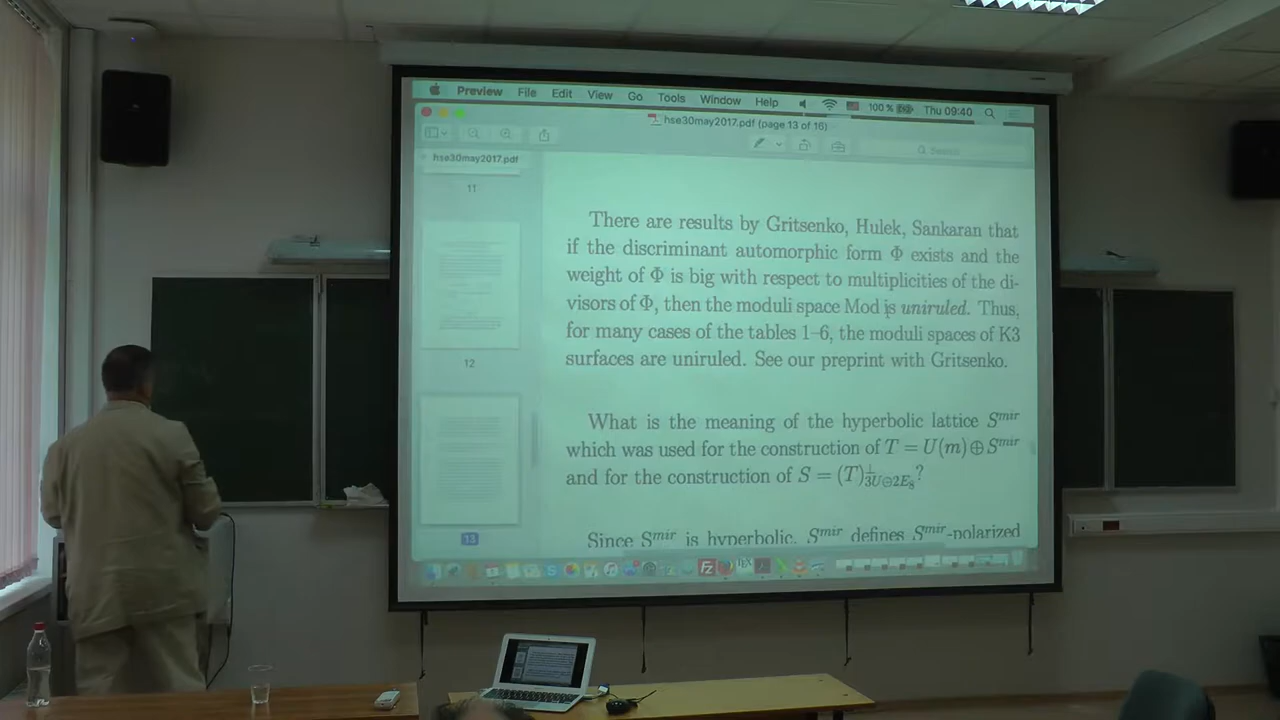 Preview File Edit View Go Tools Window Help 100 % Thu 09:40
hse30may2017.pdf (page 13 of 16)
Search
hse30may2017.pdf
11
12
13
There are results by Gritsenko, Hulek, Sankaran that
if the discriminant automorphic form Φ exists and the
weight of Φ is big with respect to multiplicities of the di-
visors of Φ, then the moduli space Mod is uniruled. Thus,
for many cases of the tables 1–6, the moduli spaces of K3
surfaces are uniruled. See our preprint with Gritsenko.
What is the meaning of the hyperbolic lattice S^{mir}
which was used for the construction of T = U(m) ⊕ S^{mir}
and for the construction of S = (T)^⊥_{3U⊕2E_8}?
Since S^{mir} is hyperbolic, S^{mir} defines S^{mir}-polarized